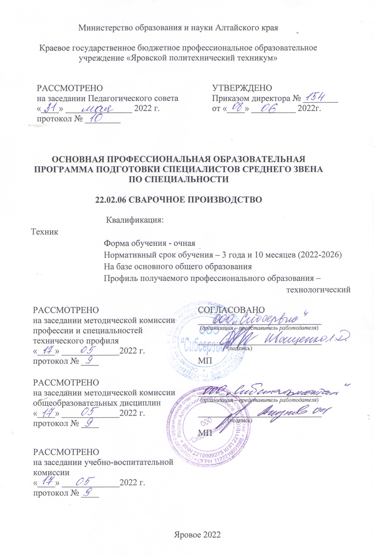 Министерство образования и науки Алтайского края
Краевое государственное бюджетное профессиональное образовательное
учреждение «Яровской политехнический техникум»
РАССМОТРЕНО
на заседании Педагогического совета
« 31 » мая 2022 г.
протокол № 10
УТВЕРЖДЕНО
Приказом директора № 154
от « 08 » 06 2022г.
ОСНОВНАЯ ПРОФЕССИОНАЛЬНАЯ ОБРАЗОВАТЕЛЬНАЯ
ПРОГРАММА ПОДГОТОВКИ СПЕЦИАЛИСТОВ СРЕДНЕГО ЗВЕНА
ПО СПЕЦИАЛЬНОСТИ
22.02.06 СВАРОЧНОЕ ПРОИЗВОДСТВО
Квалификация:
Техник
Форма обучения - очная
Нормативный срок обучения – 3 года и 10 месяцев (2022-2026)
На базе основного общего образования
Профиль получаемого профессионального образования –
технологический
РАССМОТРЕНО
на заседании методической комиссии
профессии и специальностей
технического профиля
« 17 » 05 2022 г.
протокол № 9
СОГЛАСОВАНО
ООО
(организация – представитель работодателя)
Иващенко
(подпись)
МП
РАССМОТРЕНО
на заседании методической комиссии
общеобразовательных дисциплин
« 17 » 05 2022 г.
протокол № 9
ООО
(организация – представитель работодателя)
(подпись)
МП
РАССМОТРЕНО
на заседании учебно-воспитательной
комиссии
« 17 » 05 2022 г.
протокол № 9
Яровое 2022